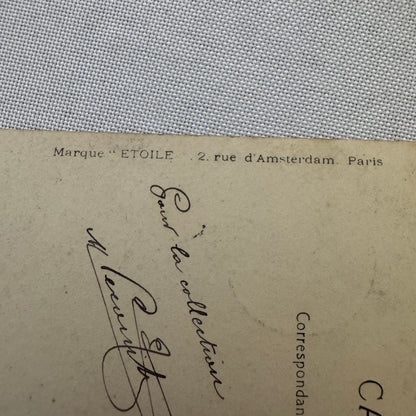 Marque "ETOILE". 2. rue d'Amsterdam. Paris
CA
Correspondan
Pour la collection
M